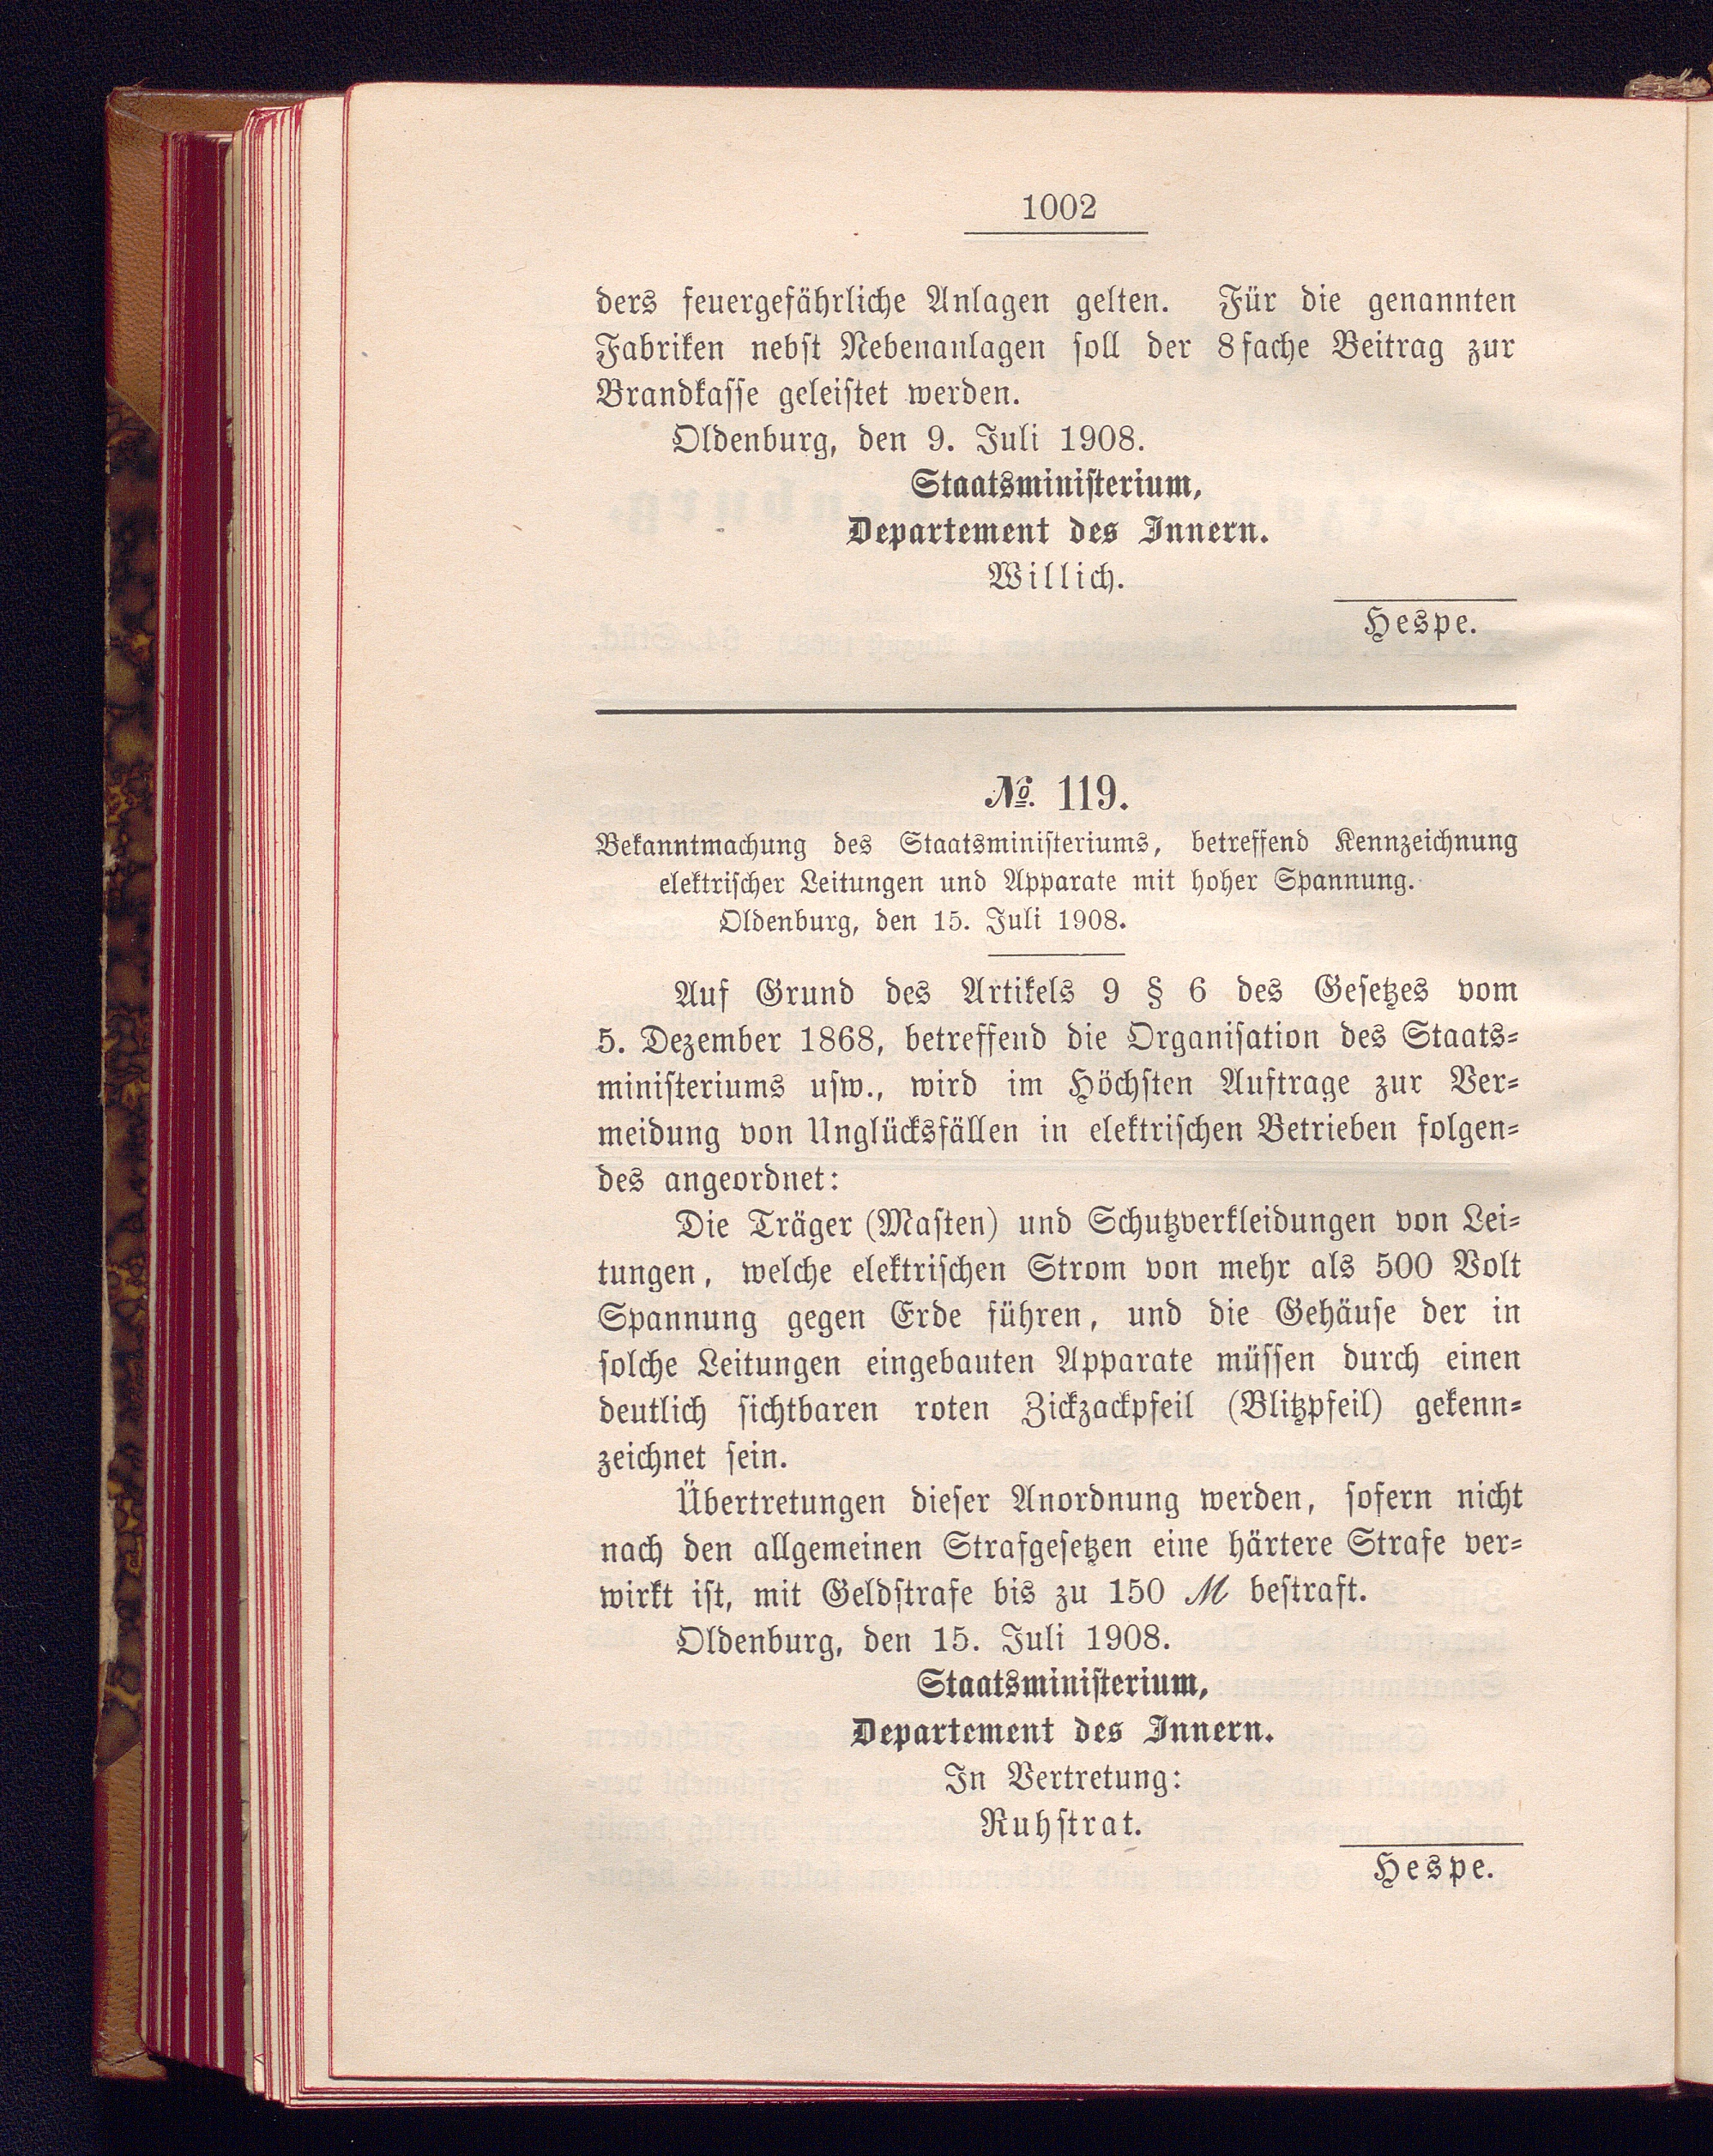 1002
ders feuergefährliche Anlagen gelten. Für die genannten
Fabriken nebst Nebenanlagen soll der 8fache Beitrag zur
Brandkasse geleistet werden.
Oldenburg, den 9. Juli 1908.
Staatsministerium,
Departement des Innern.
Willich.
Hespe.
№. 119.
Bekanntmachung des Staatsministeriums, betreffend Kennzeichnung
elektrischer Leitungen und Apparate mit hoher Spannung.
Oldenburg, den 15. Juli 1908.
Auf Grund des Artikels 9 § 6 des Gesetzes vom
5. Dezember 1868, betreffend die Organisation des Staats-
ministeriums usw., wird im Höchsten Auftrage zur Ver-
meidung von Unglücksfällen in elektrischen Betrieben folgen-
des angeordnet:
Die Träger (Masten) und Schutzverkleidungen von Lei-
tungen, welche elektrischen Strom von mehr als 500 Volt
Spannung gegen Erde führen, und die Gehäuse der in
solche Leitungen eingebauten Apparate müssen durch einen
deutlich sichtbaren roten Zickzackpfeil (Blitzpfeil) gekenn-
zeichnet sein.
Übertretungen dieser Anordnung werden, sofern nicht
nach den allgemeinen Strafgesetzen eine härtere Strafe ver-
wirkt ist, mit Geldstrafe bis zu 150 M bestraft.
Oldenburg, den 15. Juli 1908.
Staatsministerium,
Departement des Innern.
In Vertretung:
Ruhstrat.
Hespe.